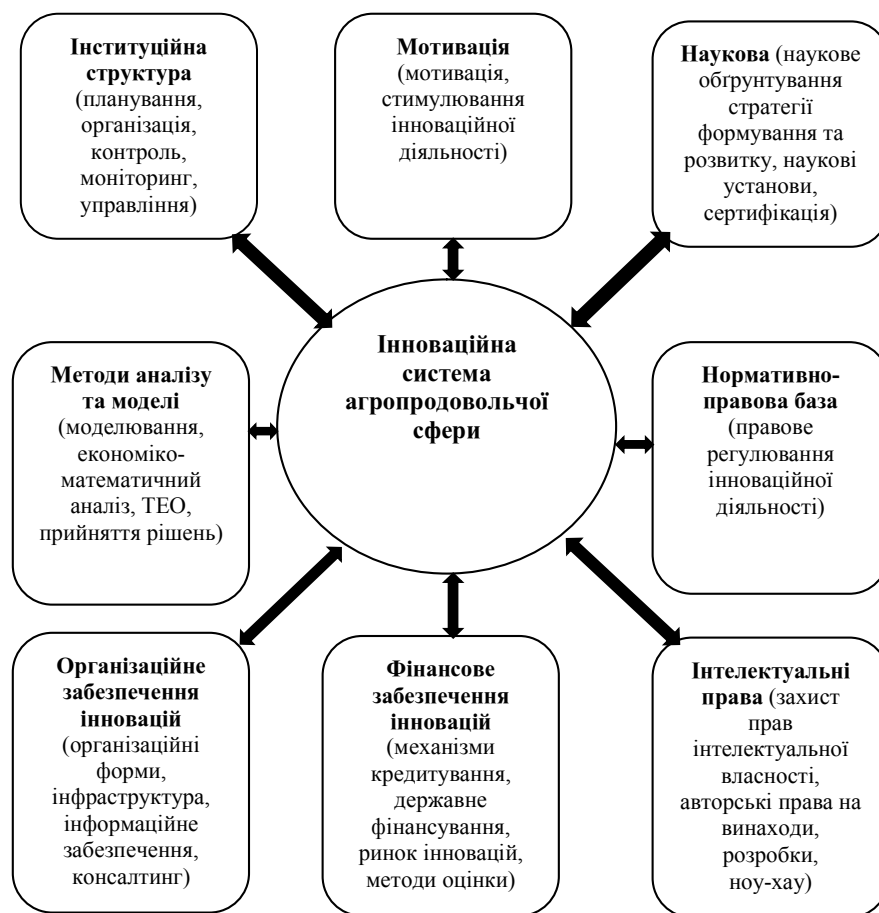 Інституційна
структура
(планування,
організація,
контроль,
моніторинг,
управління)
Мотивація
(мотивація,
стимулювання
інноваційної
діяльності)
Наукова (наукове
обґрунтування
стратегії
формування та
розвитку, наукові
установи,
сертифікація)
Методи аналізу
та моделі
(моделювання,
економіко-
математичний
аналіз, ТЕО,
прийняття рішень)
Інноваційна
система
агропродовольчої
сфери
Нормативно-
правова база
(правове
регулювання
інноваційної
діяльності)
Організаційне
забезпечення
інновацій
(організаційні
форми,
інфраструктура,
інформаційне
забезпечення,
консалтинг)
Фінансове
забезпечення
інновацій
(механізми
кредитування,
державне
фінансування,
ринок інновацій,
методи оцінки)
Інтелектуальні
права (захист
прав
інтелектуальної
власності,
авторські права на
винаходи,
розробки,
ноу-хау)